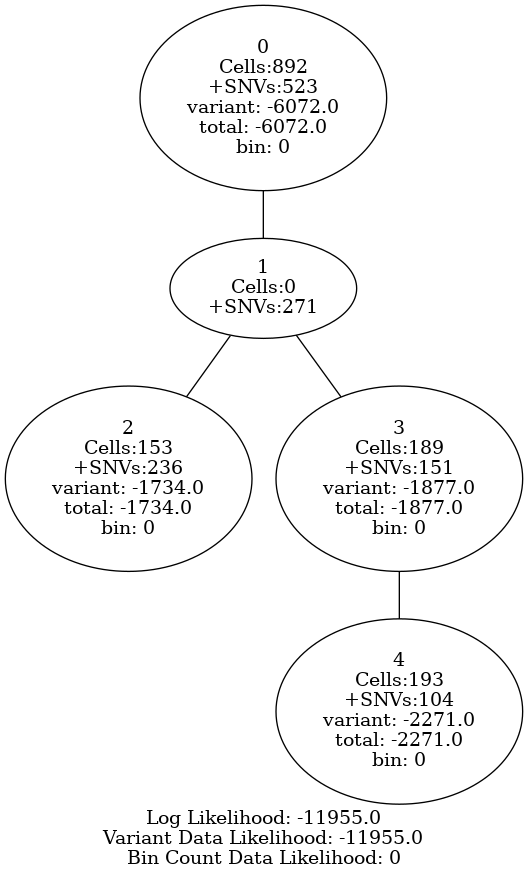 0
Cells:892
+SNVs:523
variant: -6072.0
total: -6072.0
bin: 0
1
Cells:0
+SNVs:271
2
Cells:153
+SNVs:236
variant: -1734.0
total: -1734.0
bin: 0
3
Cells:189
+SNVs:151
variant: -1877.0
total: -1877.0
bin: 0
4
Cells:193
+SNVs:104
variant: -2271.0
total: -2271.0
bin: 0
Log Likelihood: -11955.0
Variant Data Likelihood: -11955.0
Bin Count Data Likelihood: 0